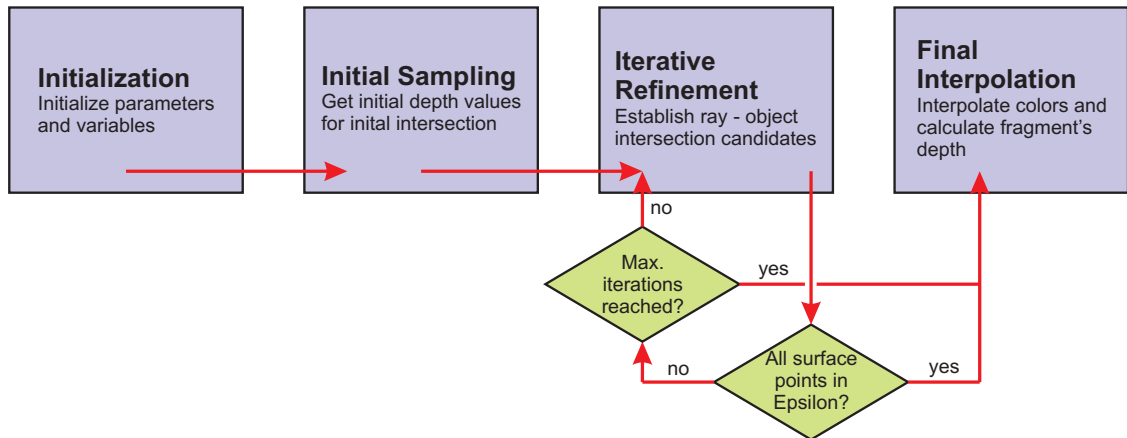 Initialization
Initialize parameters
and variables
Initial Sampling
Get initial depth values
for inital intersection
Iterative
Refinement
Establish ray - object
intersection candidates
Final
Interpolation
Interpolate colors and
calculate fragment's
depth
no
Max.
iterations
reached?
yes
no
All surface
points in
Epsilon?
yes